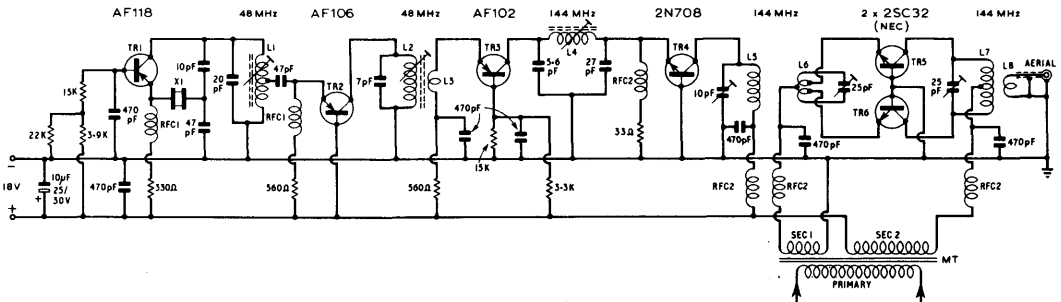 AF118
48 MHz
AF106
48 MHz
AF102
144 MHz
2N708
144 MHz
2 x 2SC32
(NEC)
144 MHz
TR1
10pF
L1
47pF
20
pF
X1
15K
470
pF
RFC1
47
pF
22K
3-9K
TR2
RFC1
7pF
L2
L3
TR3
L4
5-6
pF
27
pF
RFC2
TR4
L5
10pF
470pF
L6
25pF
TR5
TR6
25
pF
L7
L8
AERIAL
470pF
15K
33Ω
470pF
470pF
–
18V
+
10µF
25/
30V
+
470pF
330Ω
560Ω
560Ω
3-3K
RFC2
RFC2
RFC2
SEC 1
SEC 2
MT
PRIMARY